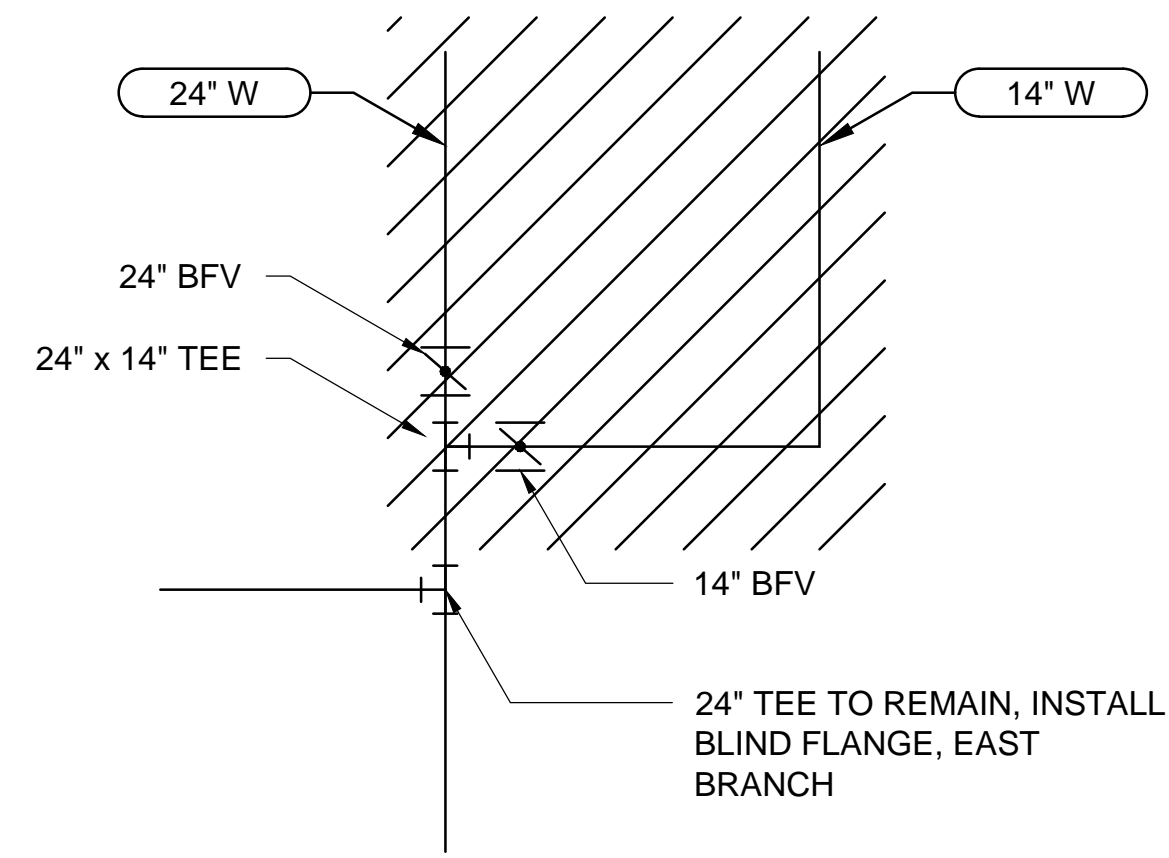 24" W
14" W
24" BFV
24" x 14" TEE
14" BFV
24" TEE TO REMAIN, INSTALL
BLIND FLANGE, EAST
BRANCH